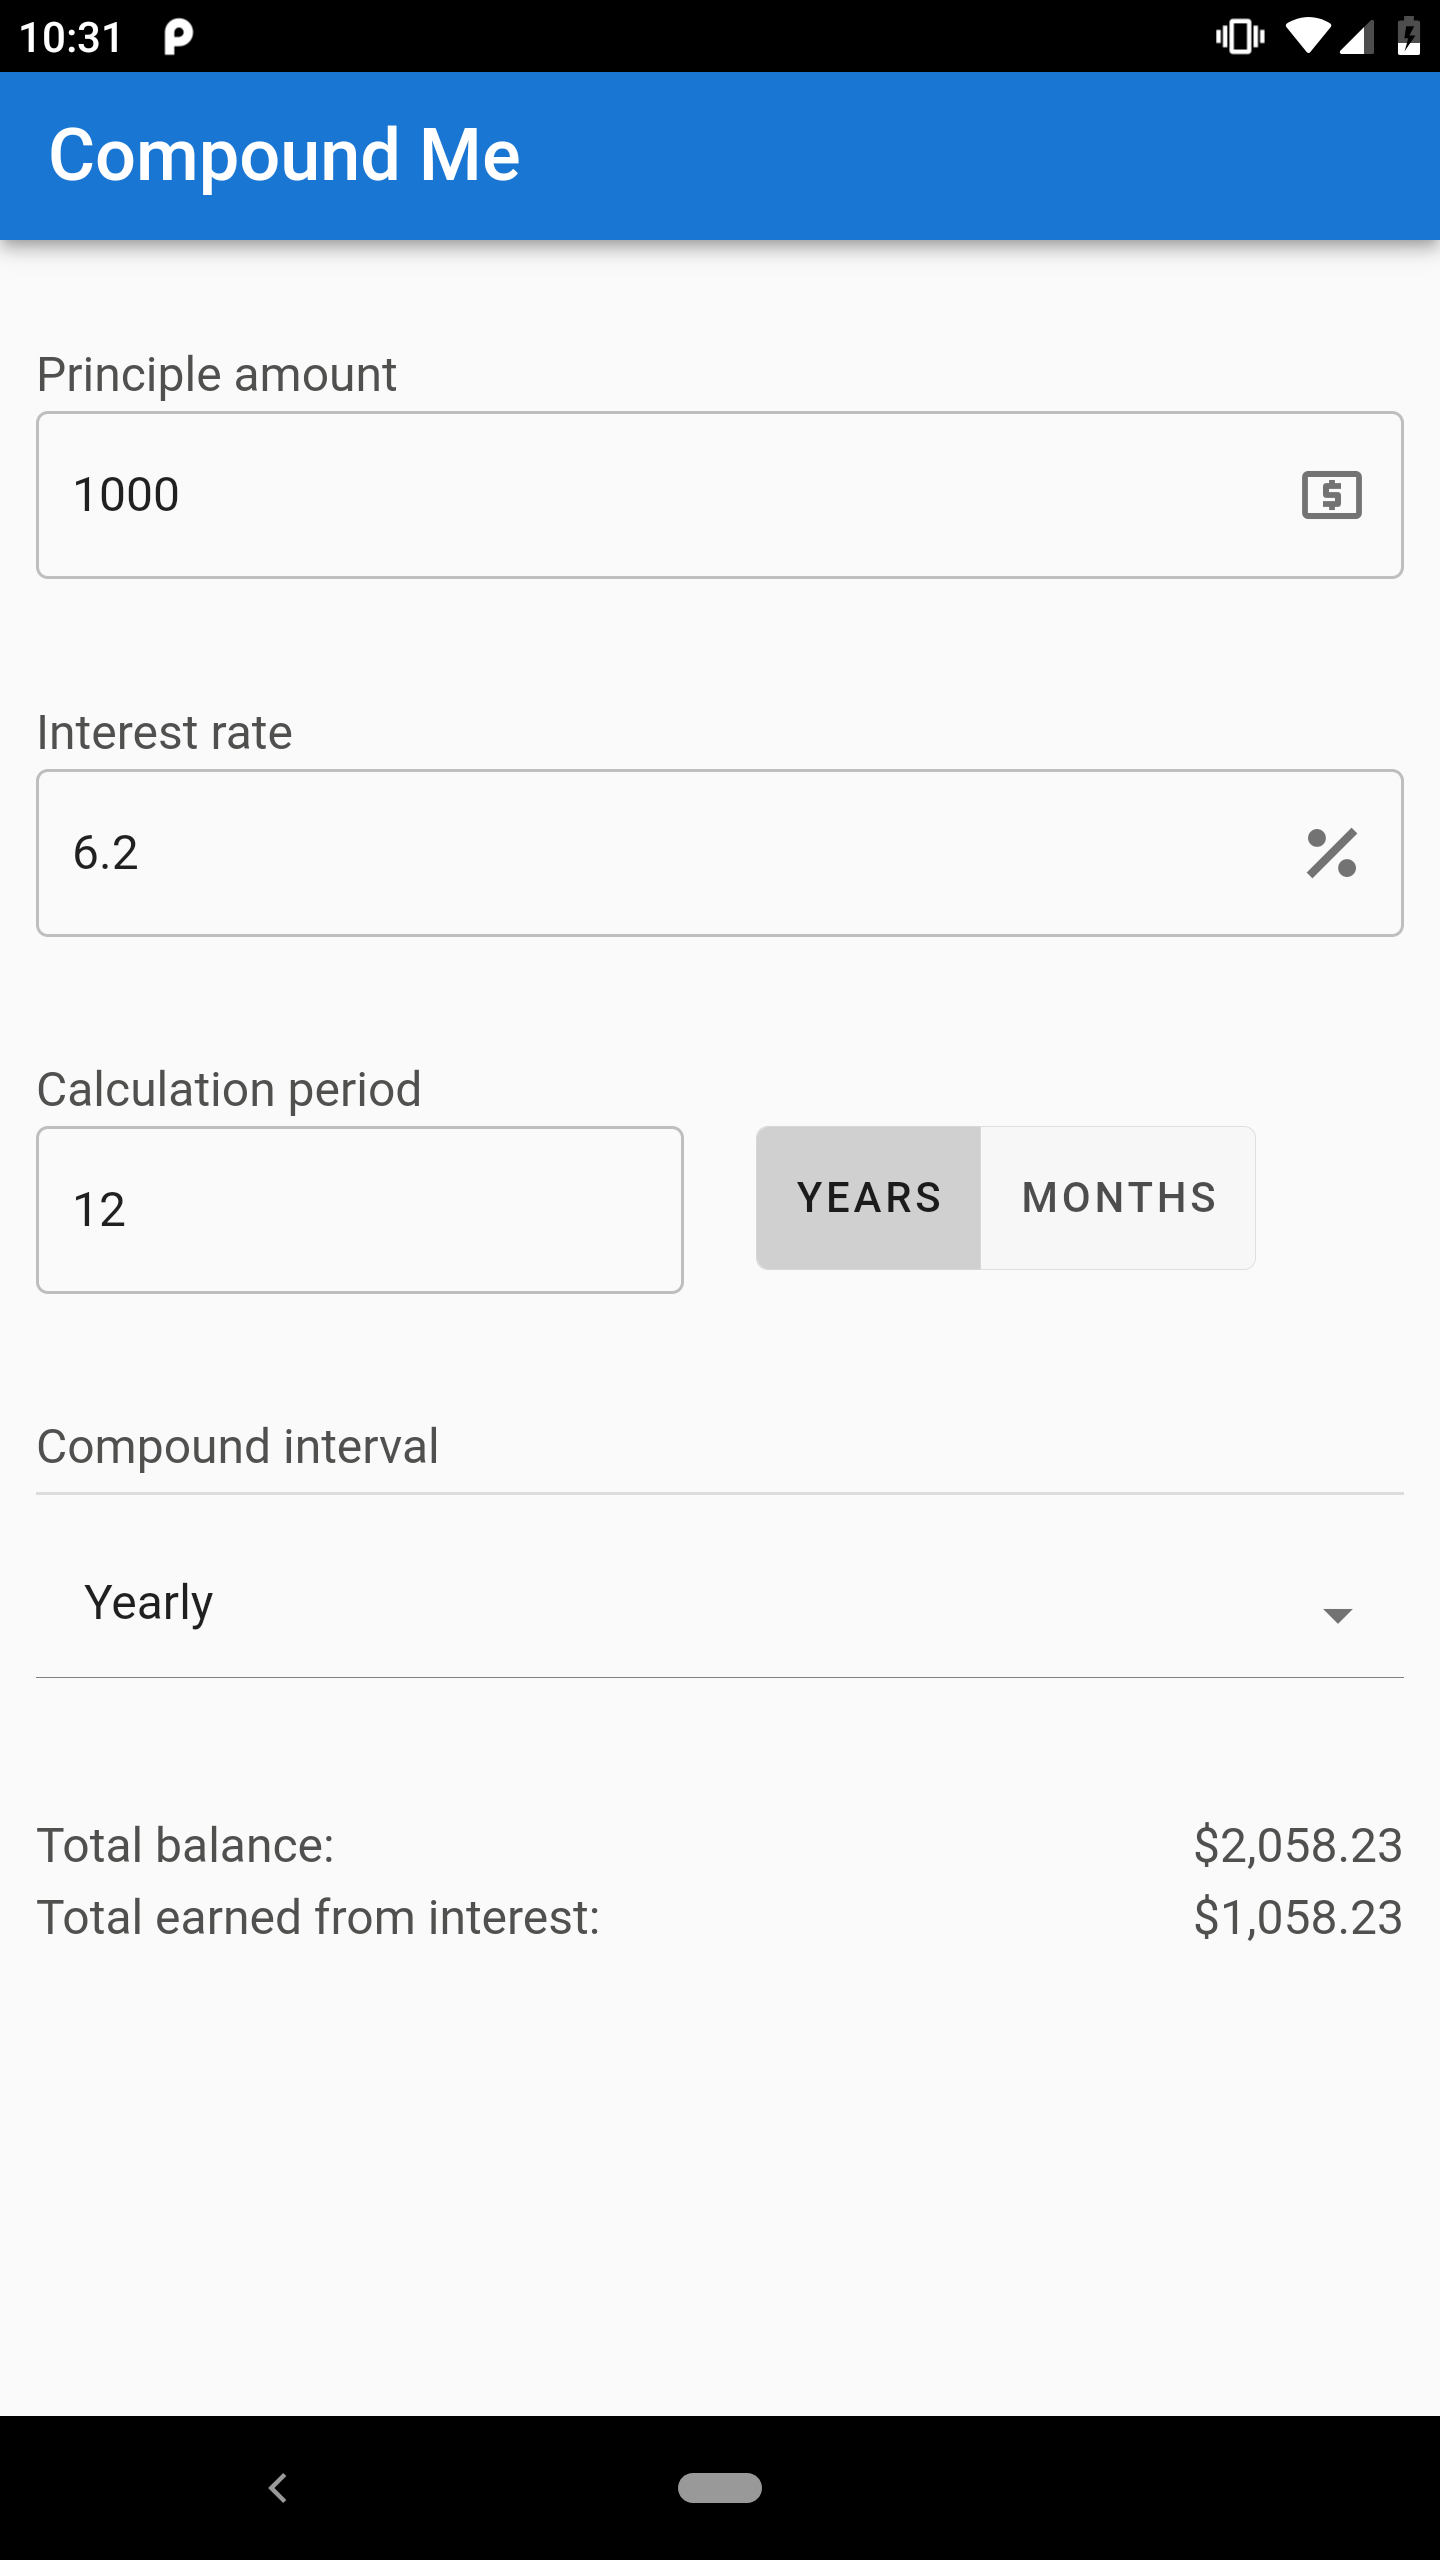 10:31
Compound Me
Principle amount
1000
Interest rate
6.2
Calculation period
12
YEARS MONTHS
Compound interval
Yearly
Total balance: $2,058.23
Total earned from interest: $1,058.23